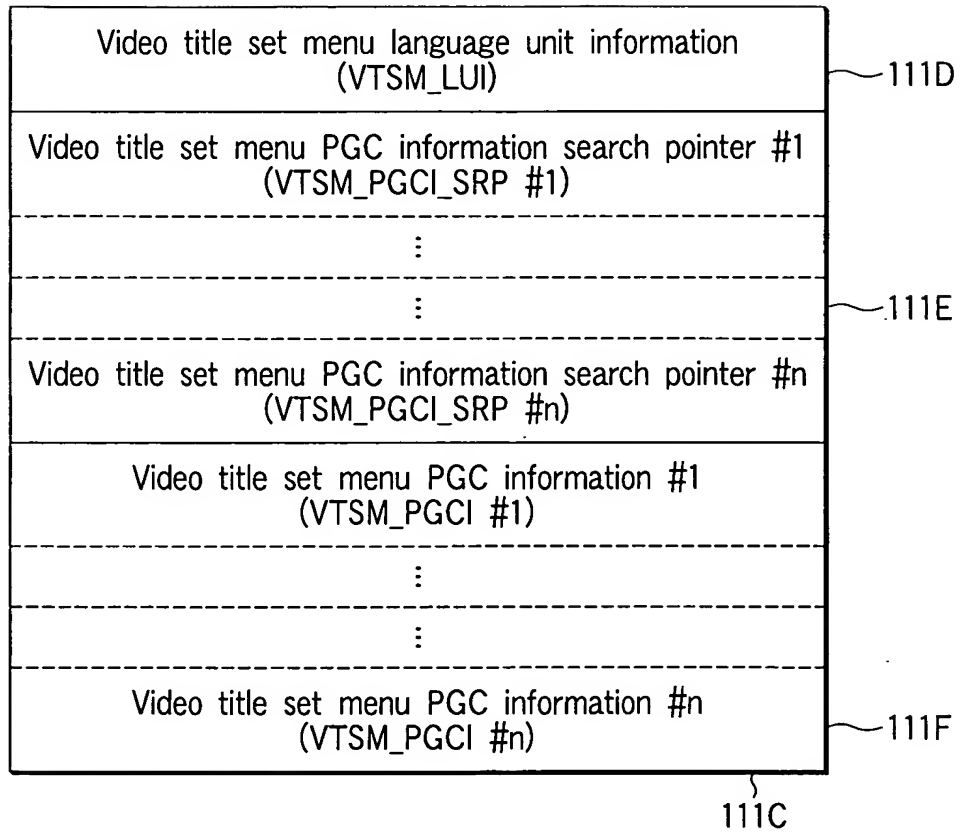 Video title set menu language unit information
(VTSM_LUI)
111D
Video title set menu PGC information search pointer #1
(VTSM_PGCI_SRP #1)
⋮
⋮
111E
Video title set menu PGC information search pointer #n
(VTSM_PGCI_SRP #n)
Video title set menu PGC information #1
(VTSM_PGCI #1)
⋮
⋮
Video title set menu PGC information #n
(VTSM_PGCI #n)
111F
111C